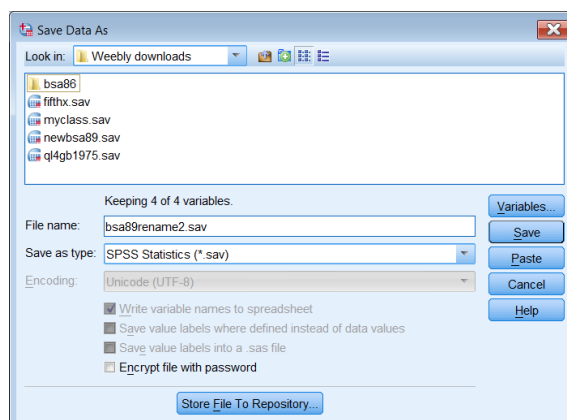 Save Data As
Look in: Weebly downloads
bsa86
fifthx.sav
myclass.sav
newbsa89.sav
ql4gb1975.sav
Keeping 4 of 4 variables.
Variables...
File name: bsa89rename2.sav
Save
Save as type: SPSS Statistics (*.sav)
Paste
Encoding: Unicode (UTF-8)
Cancel
Write variable names to spreadsheet
Help
Save value labels where defined instead of data values
Save value labels into a .sas file
Encrypt file with password
Store File To Repository...